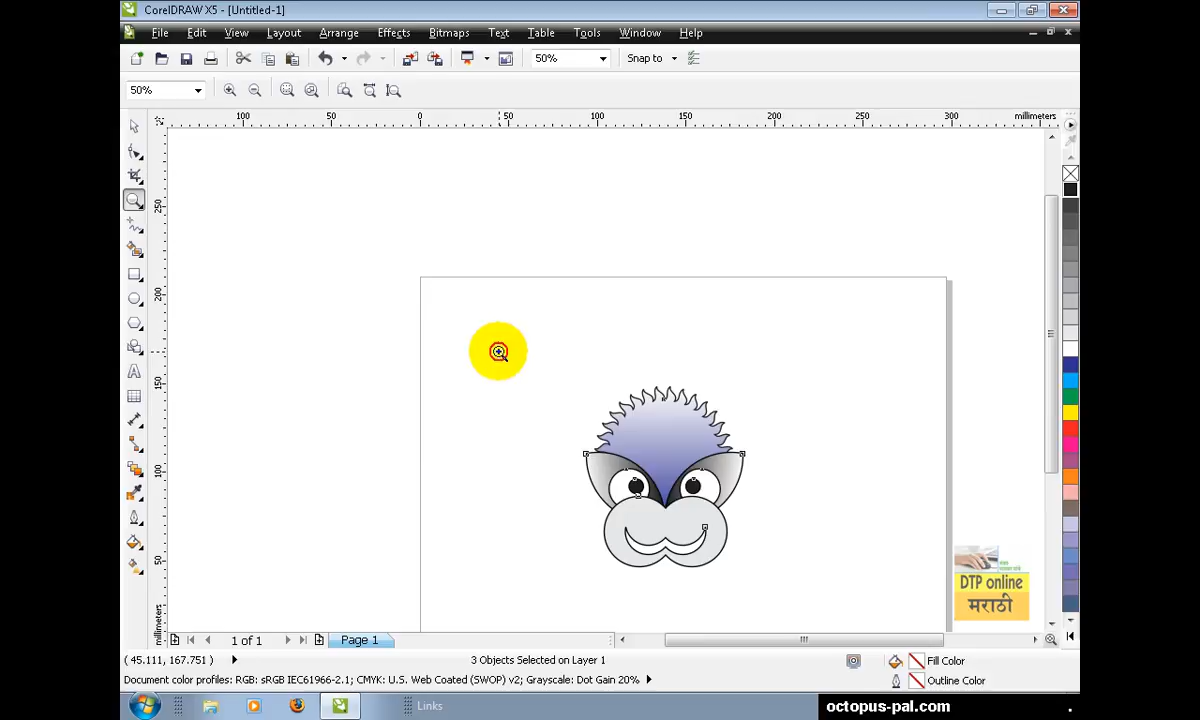 CorelDRAW X5 - [Untitled-1]
File Edit View Layout Arrange Effects Bitmaps Text Table Tools Window Help
50% Snap to
50%
100 50 0 50 100 150 200 250 300 millimeters
250
200
150
100
50
millimeters
DTP online
मराठी
1 of 1 Page 1
( 45.111, 167.751 ) 3 Objects Selected on Layer 1 Fill Color
Document color profiles: RGB: sRGB IEC61966-2.1; CMYK: U.S. Web Coated (SWOP) v2; Grayscale: Dot Gain 20% Outline Color
Links octopus-pal.com .